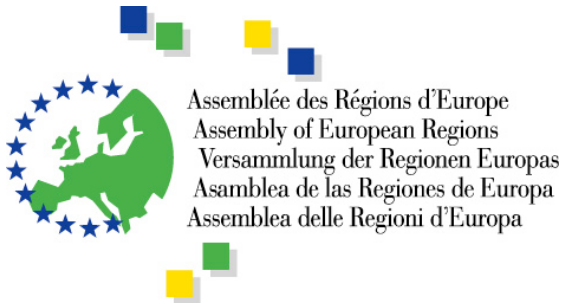 Assemblée des Régions d'Europe
Assembly of European Regions
Versammlung der Regionen Europas
Asamblea de las Regiones de Europa
Assemblea delle Regioni d'Europa